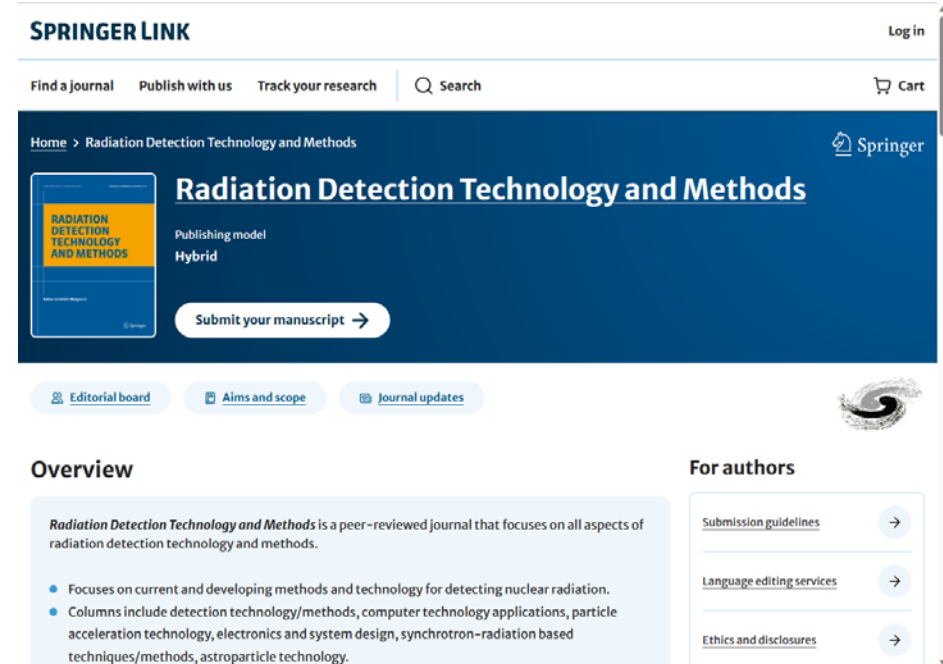 SPRINGER LINK
Log in
Find a journal Publish with us Track your research Search
Cart
Home > Radiation Detection Technology and Methods
Springer
RADIATION
DETECTION
TECHNOLOGY
AND METHODS
Springer
Radiation Detection Technology and Methods
Publishing model
Hybrid
Submit your manuscript →
Editorial board Aims and scope Journal updates
Overview
Radiation Detection Technology and Methods is a peer-reviewed journal that focuses on all aspects of
radiation detection technology and methods.
Focuses on current and developing methods and technology for detecting nuclear radiation.
Columns include detection technology/methods, computer technology applications, particle
acceleration technology, electronics and system design, synchrotron-radiation based
techniques/methods, astroparticle technology.
For authors
Submission guidelines
Language editing services
Ethics and disclosures